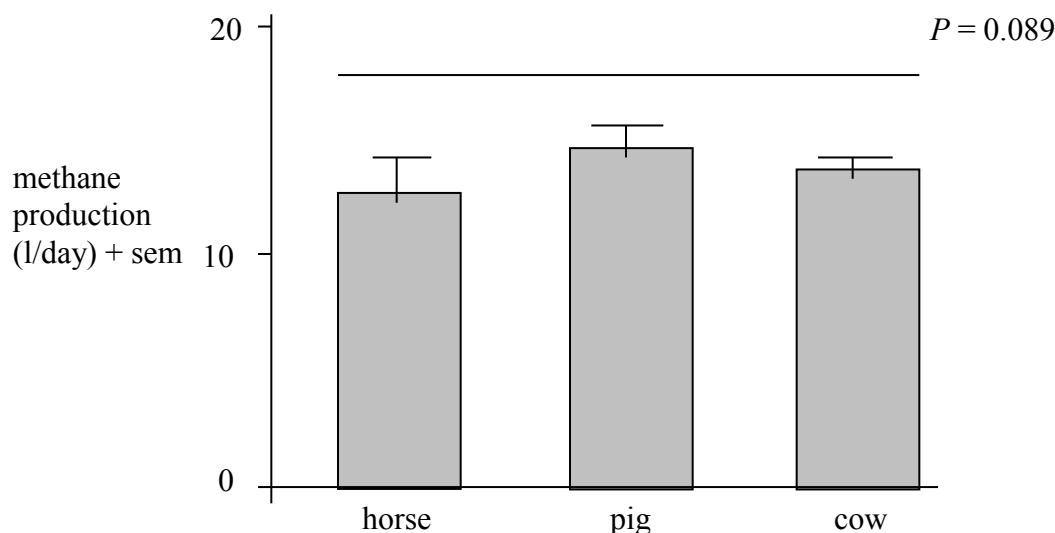 20
P = 0.089
methane
production
(l/day) + sem
10
0
horse pig cow